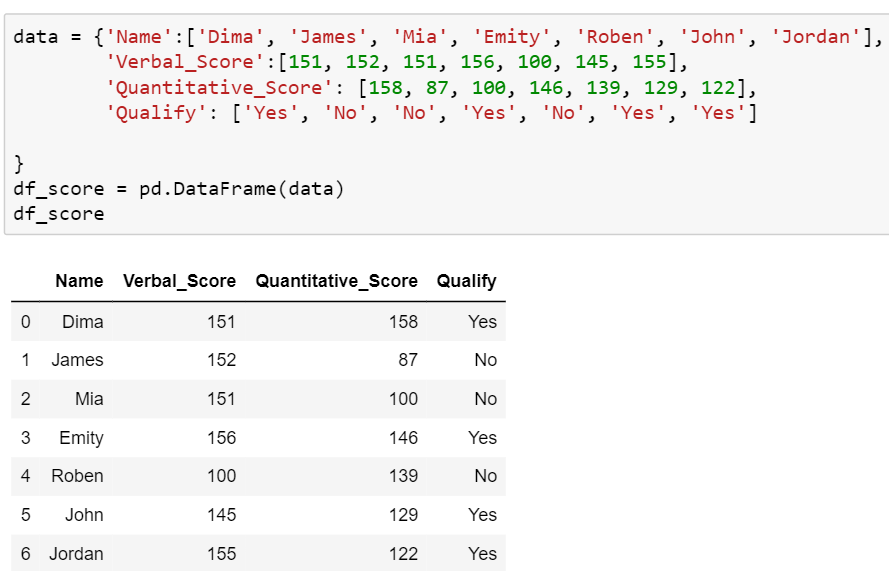 data = {'Name':['Dima', 'James', 'Mia', 'Emity', 'Roben', 'John', 'Jordan'],
'Verbal_Score':[151, 152, 151, 156, 100, 145, 155],
'Quantitative_Score': [158, 87, 100, 146, 139, 129, 122],
'Qualify': ['Yes', 'No', 'No', 'Yes', 'No', 'Yes', 'Yes']
}
df_score = pd.DataFrame(data)
df_score
Name Verbal_Score Quantitative_Score Qualify
0 Dima 151 158 Yes
1 James 152 87 No
2 Mia 151 100 No
3 Emity 156 146 Yes
4 Roben 100 139 No
5 John 145 129 Yes
6 Jordan 155 122 Yes